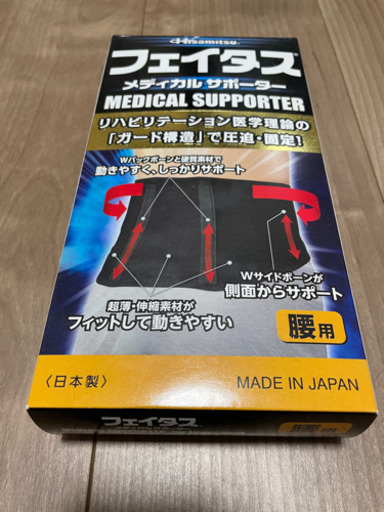 Hisamitsu
フェイタス
メディカル サポーター
MEDICAL SUPPORTER
リハビリテーション医学理論の
「ガード構造」で圧迫・固定!
Wバックボーンと硬質素材で
動きやすく、しっかりサポート
Wサイドボーンが
側面からサポート
超薄・伸縮素材が
フィットして動きやすい
腰用
〈日本製〉
MADE IN JAPAN
フェイタス
腰用